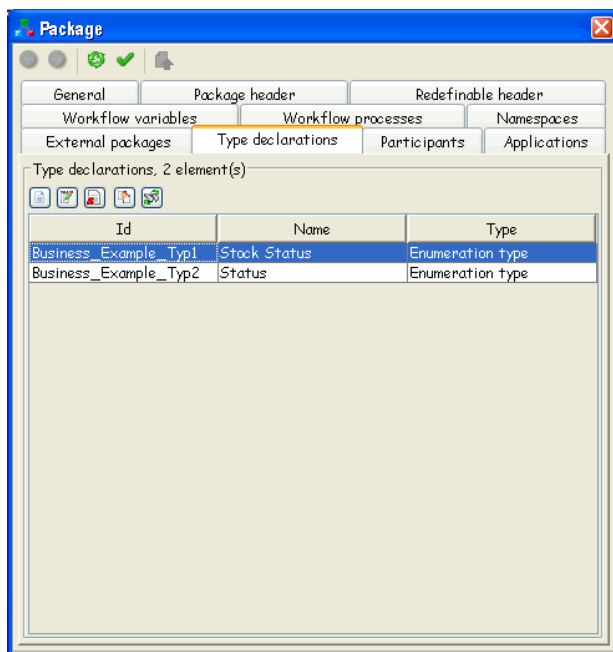 Package
General Package header Redefinable header
Workflow variables Workflow processes Namespaces
External packages Type declarations Participants Applications
Type declarations, 2 element(s)
Id Name Type
Business_Example_Typ1 Stock Status Enumeration type
Business_Example_Typ2 Status Enumeration type